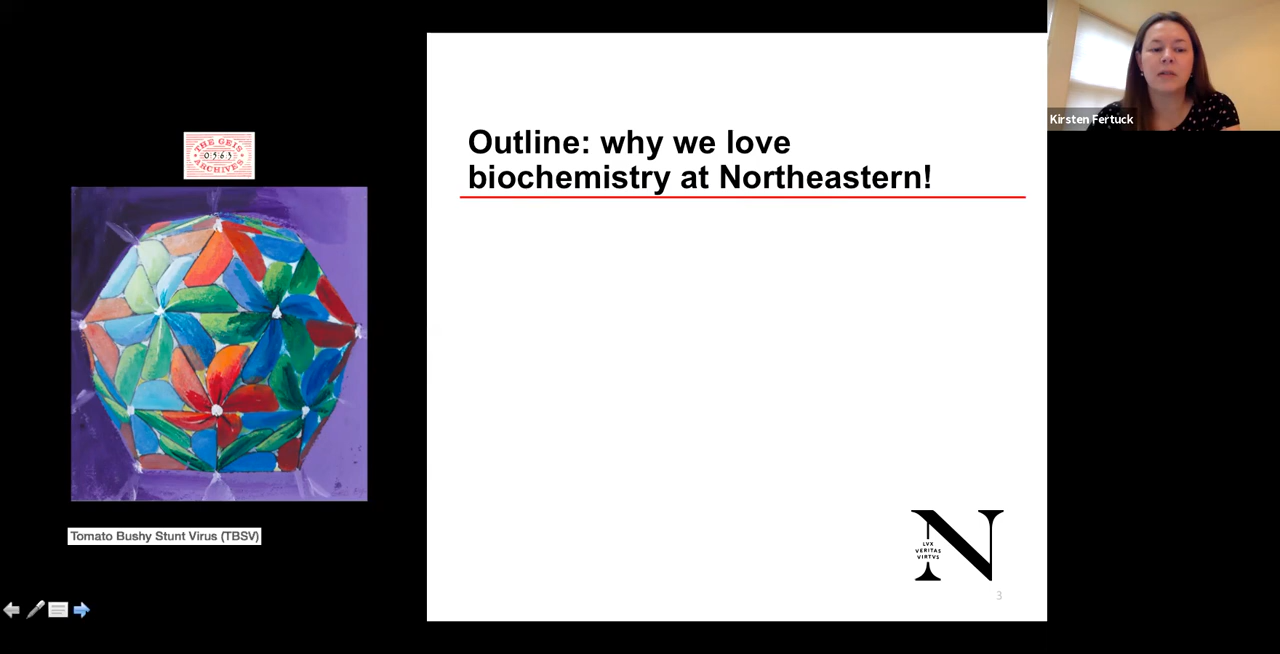 THE GEIS
0563
ARCHIVES
Tomato Bushy Stunt Virus (TBSV)
Outline: why we love
biochemistry at Northeastern!
LVX
VERITAS
VIRTVS
3
Kirsten Fertuck